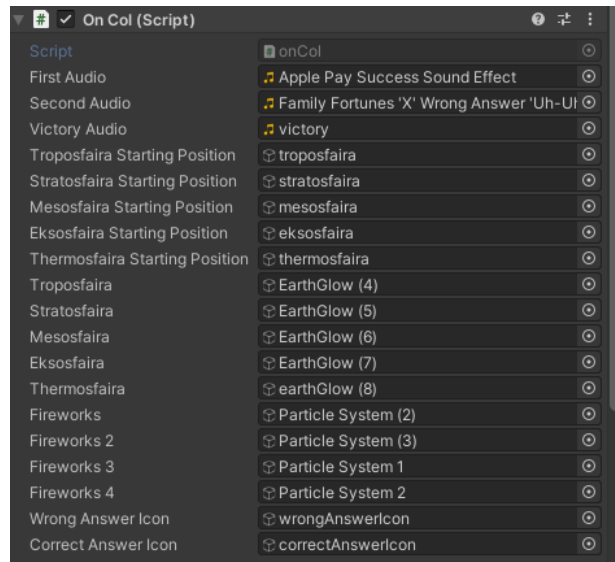 On Col (Script)
Script onCol
First Audio Apple Pay Success Sound Effect
Second Audio Family Fortunes 'X' Wrong Answer 'Uh-Uh
Victory Audio victory
Troposfaira Starting Position troposfaira
Stratosfaira Starting Position stratosfaira
Mesosfaira Starting Position mesosfaira
Eksosfaira Starting Position eksosfaira
Thermosfaira Starting Position thermosfaira
Troposfaira EarthGlow (4)
Stratosfaira EarthGlow (5)
Mesosfaira EarthGlow (6)
Eksosfaira EarthGlow (7)
Thermosfaira earthGlow (8)
Fireworks Particle System (2)
Fireworks 2 Particle System (3)
Fireworks 3 Particle System 1
Fireworks 4 Particle System 2
Wrong Answer Icon wrongAnswerIcon
Correct Answer Icon correctAnswerIcon